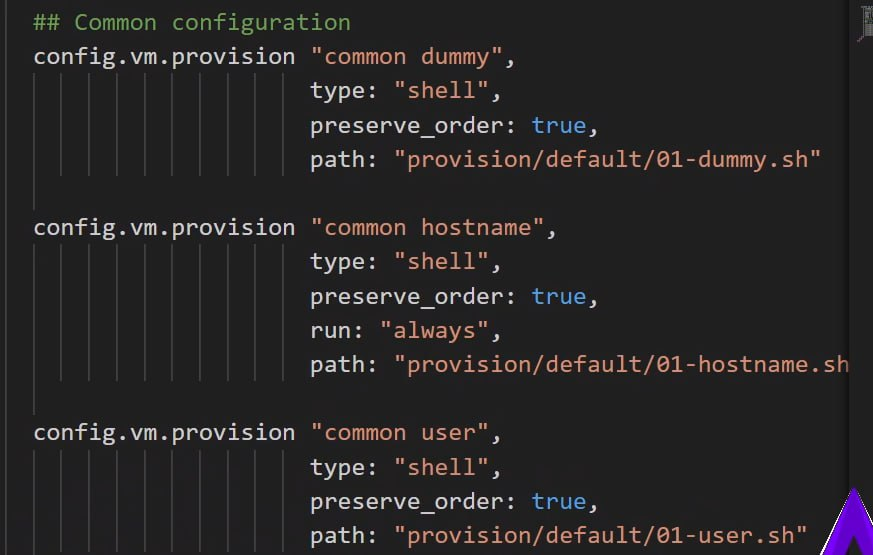 ## Common configuration
config.vm.provision "common dummy",
type: "shell",
preserve_order: true,
path: "provision/default/01-dummy.sh"
config.vm.provision "common hostname",
type: "shell",
preserve_order: true,
run: "always",
path: "provision/default/01-hostname.sh
config.vm.provision "common user",
type: "shell",
preserve_order: true,
path: "provision/default/01-user.sh"